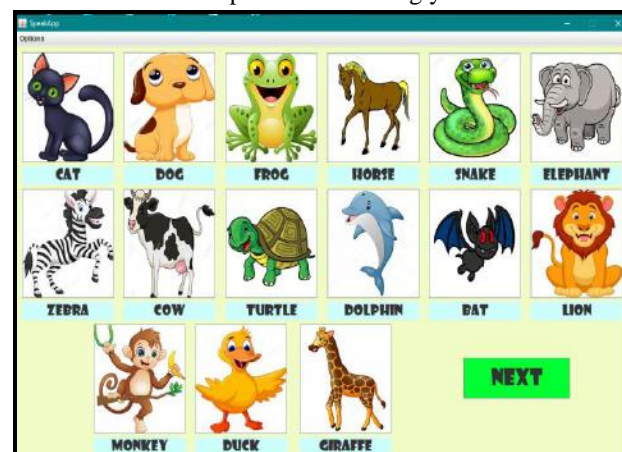 SpeakApp
Options
CAT DOG FROG HORSE SNAKE ELEPHANT
ZEBRA COW TURTLE DOLPHIN BAT LION
NEXT
MONKEY DUCK GIRAFFE